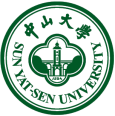 中山大學
SUN YAT-SEN UNIVERSITY